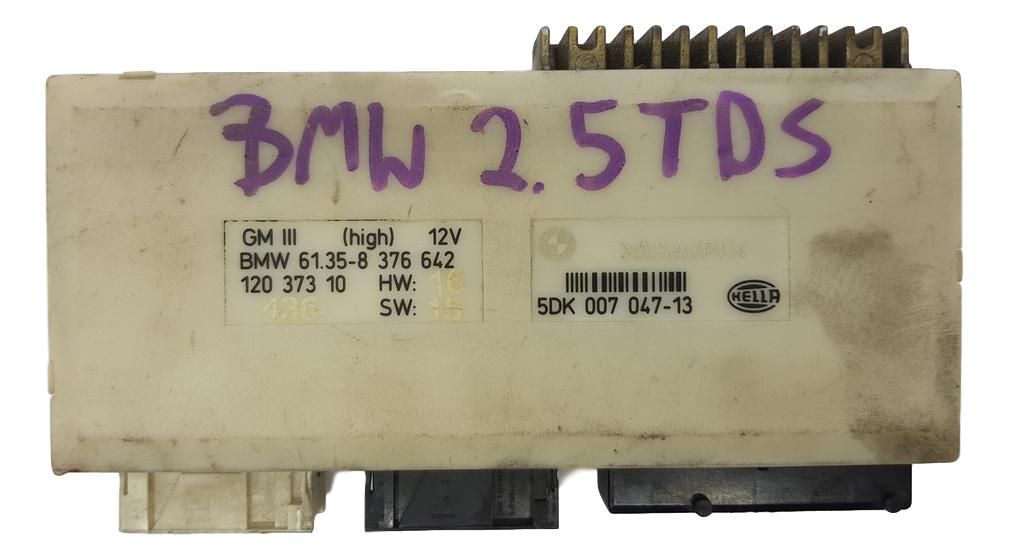 BMW 2.5TDS
GM III (high) 12V
BMW 61.35-8 376 642
120 373 10 HW: 16
436- SW: 15
>ASA/PC<
5DK 007 047-13
HELLA